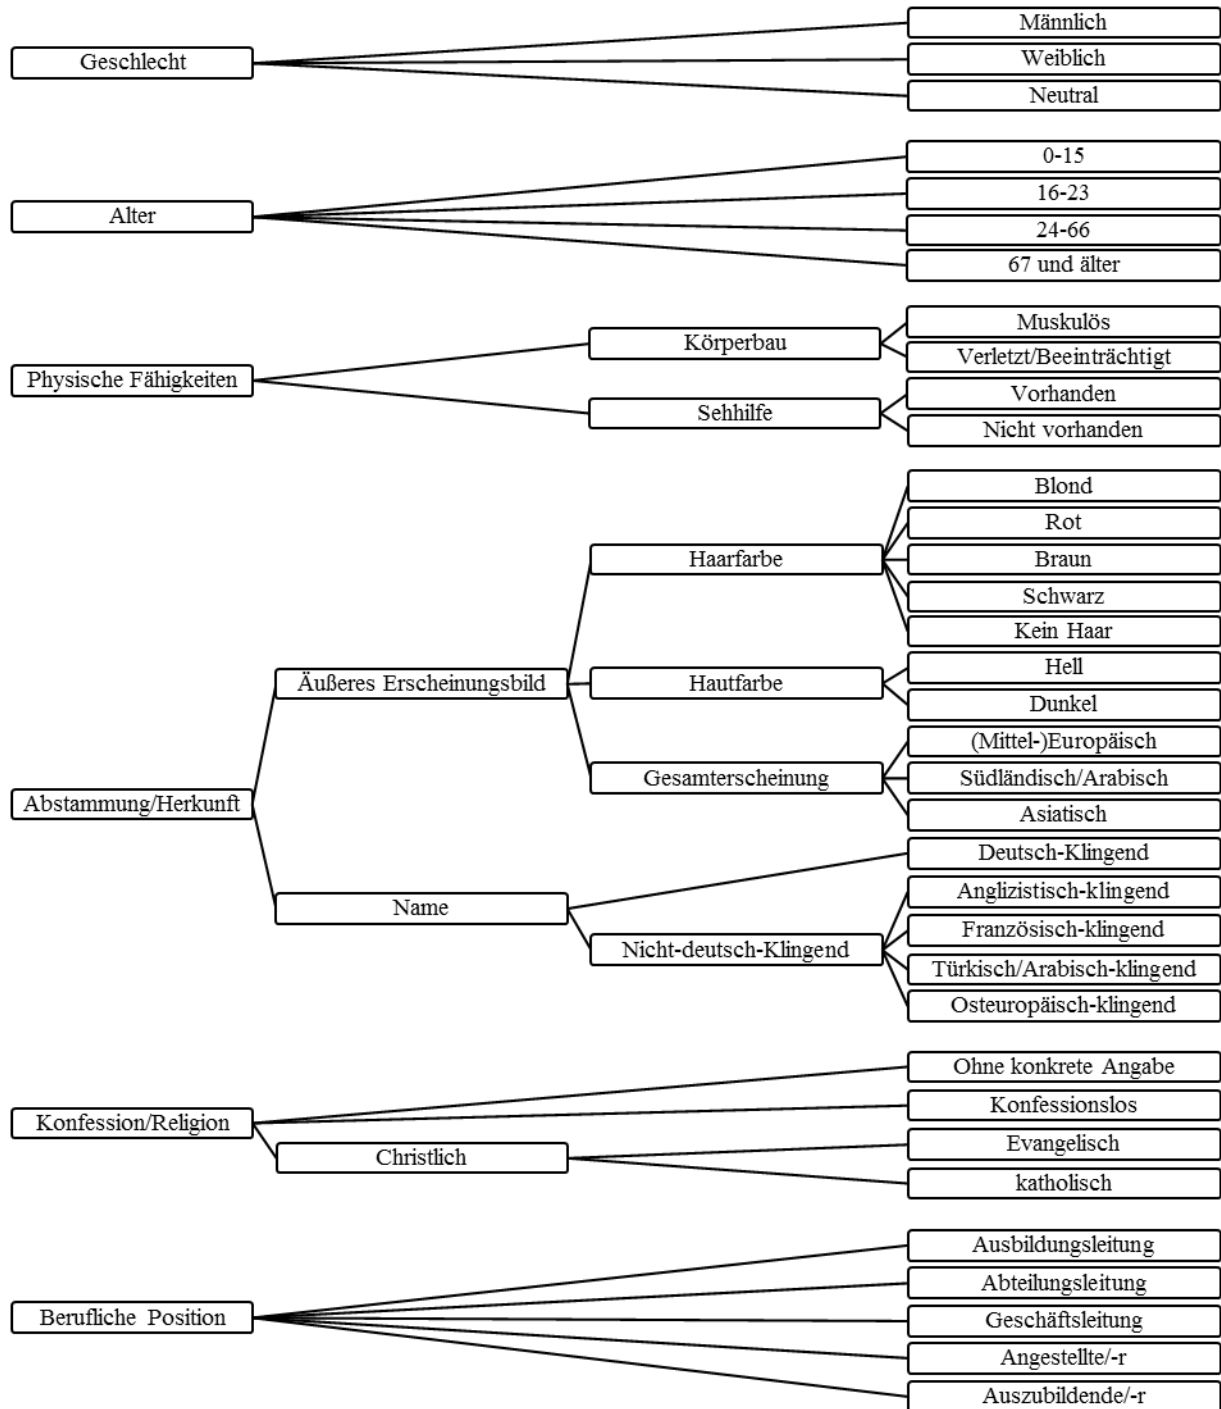 Geschlecht
Männlich
Weiblich
Neutral
Alter
0-15
16-23
24-66
67 und älter
Physische Fähigkeiten
Körperbau
Muskulös
Verletzt/Beeinträchtigt
Sehhilfe
Vorhanden
Nicht vorhanden
Abstammung/Herkunft
Äußeres Erscheinungsbild
Haarfarbe
Blond
Rot
Braun
Schwarz
Kein Haar
Hautfarbe
Hell
Dunkel
Gesamterscheinung
(Mittel-)Europäisch
Südländisch/Arabisch
Asiatisch
Name
Deutsch-Klingend
Nicht-deutsch-Klingend
Anglizistisch-klingend
Französisch-klingend
Türkisch/Arabisch-klingend
Osteuropäisch-klingend
Konfession/Religion
Ohne konkrete Angabe
Konfessionslos
Christlich
Evangelisch
katholisch
Berufliche Position
Ausbildungsleitung
Abteilungsleitung
Geschäftsleitung
Angestellte/-r
Auszubildende/-r